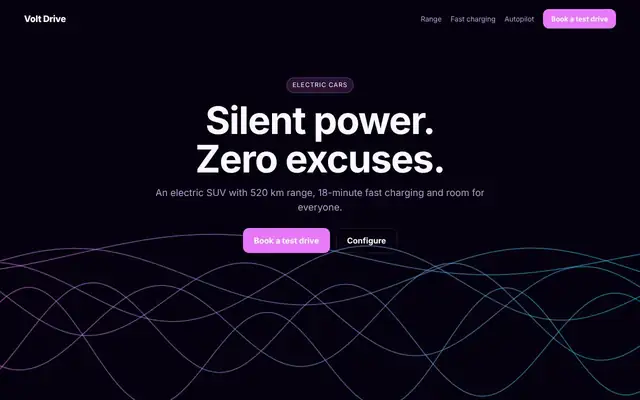 Volt Drive
Range
Fast charging
Autopilot
Book a test drive
ELECTRIC CARS
Silent power.
Zero excuses.
An electric SUV with 520 km range, 18-minute fast charging and room for
everyone.
Book a test drive
Configure